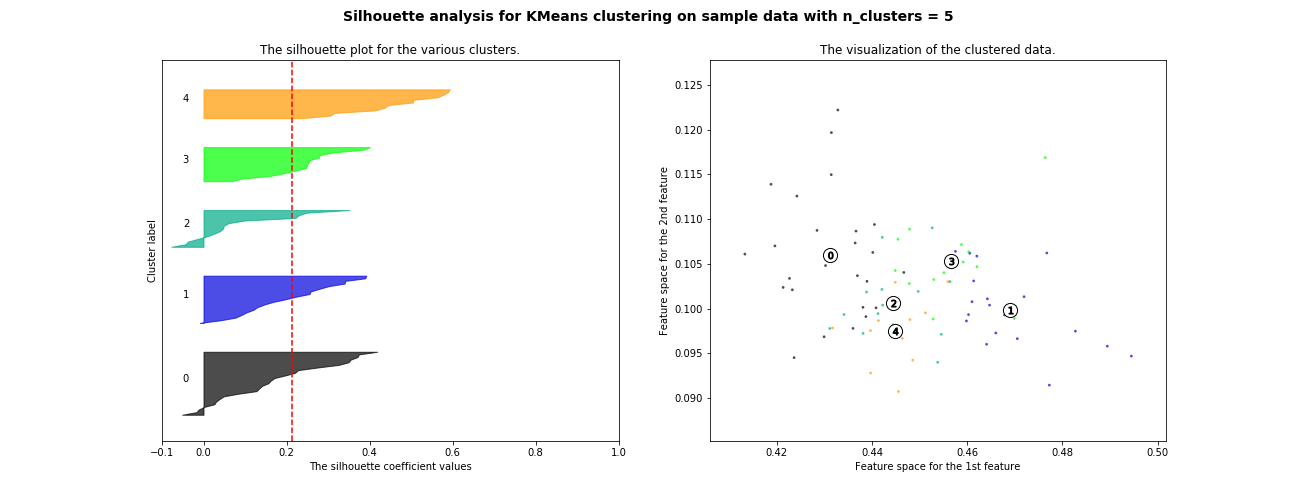 Silhouette analysis for KMeans clustering on sample data with n_clusters = 5
The silhouette plot for the various clusters.
Cluster label
4
3
2
1
0
−0.1 0.0 0.2 0.4 0.6 0.8 1.0
The silhouette coefficient values
The visualization of the clustered data.
Feature space for the 2nd feature
0.125
0.120
0.115
0.110
0.105
0.100
0.095
0.090
0
3
2
1
4
0.42 0.44 0.46 0.48 0.50
Feature space for the 1st feature